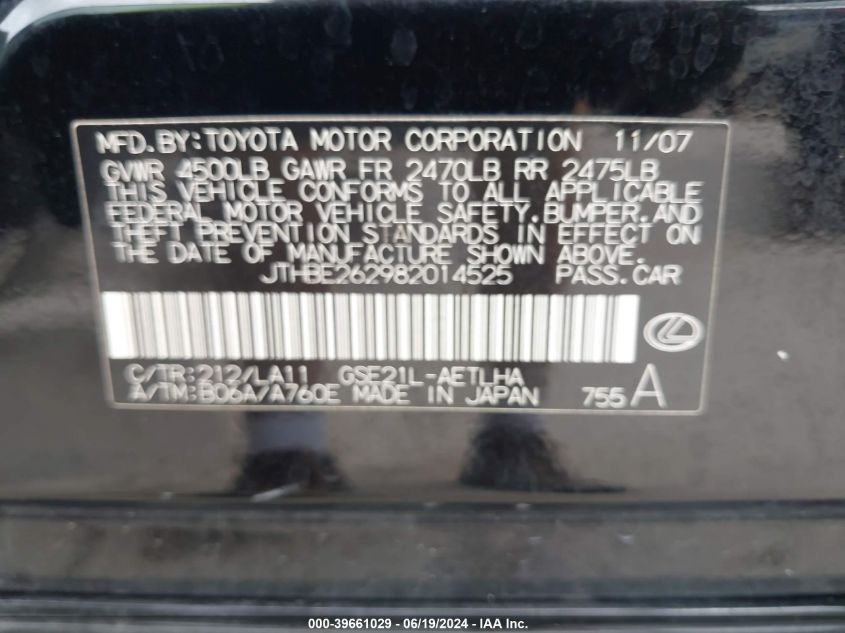 MFD.BY:TOYOTA MOTOR CORPORATION 11/07
GVWR 4500LB GAWR FR 2470LB RR 2475LB
THIS VEHICLE CONFORMS TO ALL APPLICABLE
FEDERAL MOTOR VEHICLE SAFETY,BUMPER,AND
THEFT PREVENTION STANDARDS IN EFFECT ON
THE DATE OF MANUFACTURE SHOWN ABOVE.
JTHBE262982014525 PASS.CAR
C/TR:212/LA11 GSE21L-AETLHA
A/TM:B06A/A760E MADE IN JAPAN 755 A
000-39661029 - 06/19/2024 - IAA Inc.